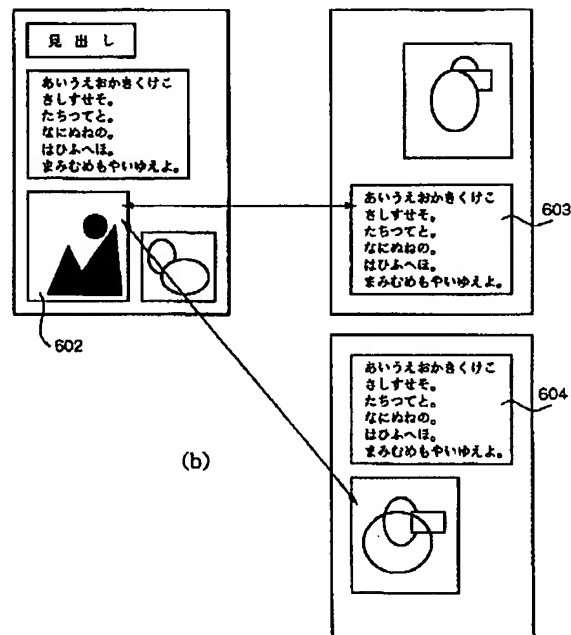 見出し
あいうえおかきくけこ
さしすせそ。
たちつてと。
なにぬねの。
はひふへほ。
まみむめもやいゆえよ。
602
あいうえおかきくけこ
さしすせそ。
たちつてと。
なにぬねの。
はひふへほ。
まみむめもやいゆえよ。
603
あいうえおかきくけこ
さしすせそ。
たちつてと。
なにぬねの。
はひふへほ。
まみむめもやいゆえよ。
604
(b)